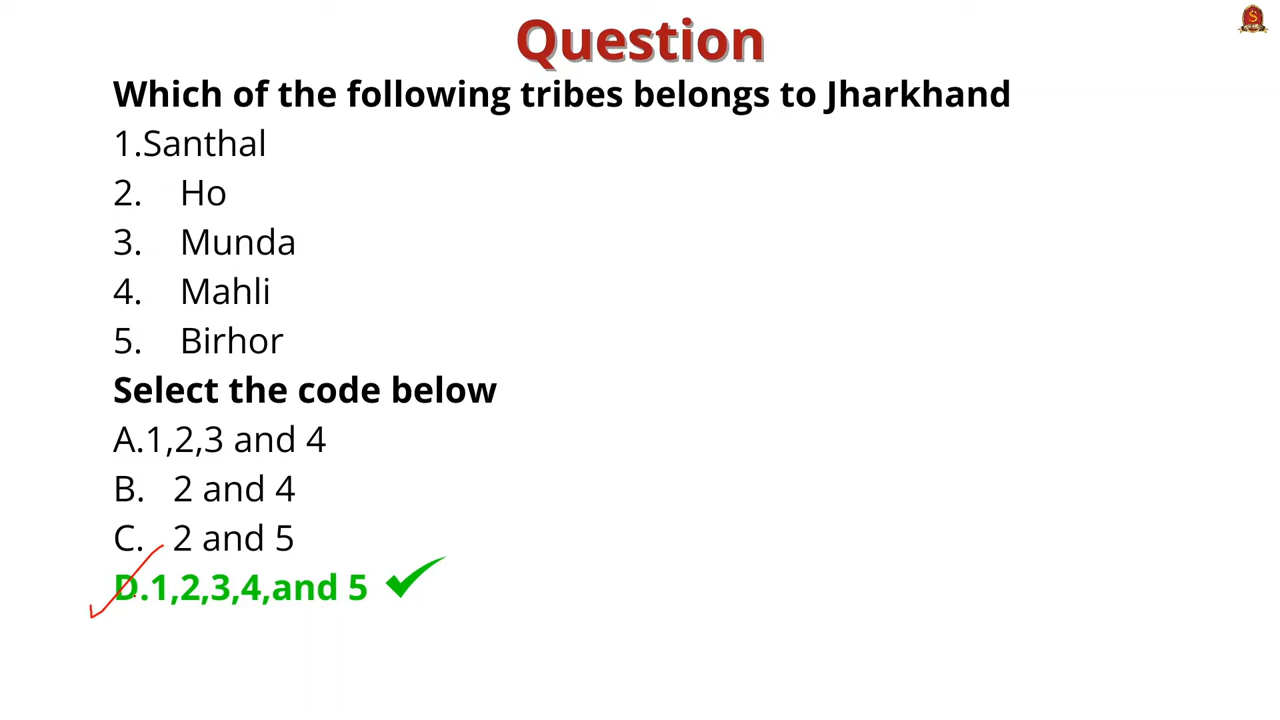 Question
Which of the following tribes belongs to Jharkhand
1.Santhal
2. Ho
3. Munda
4. Mahli
5. Birhor
Select the code below
A.1,2,3 and 4
B. 2 and 4
C. 2 and 5
D.1,2,3,4,and 5